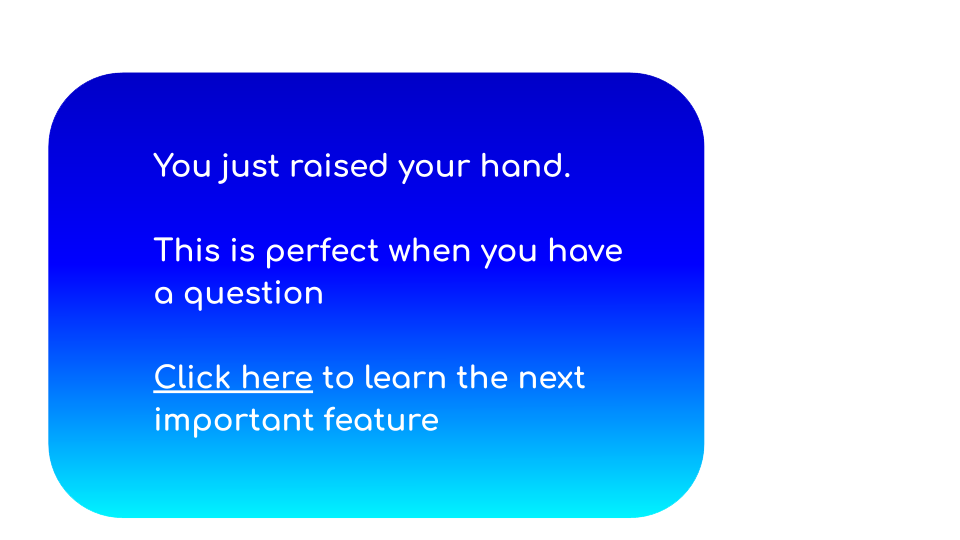 You just raised your hand.
This is perfect when you have
a question
Click here to learn the next
important feature